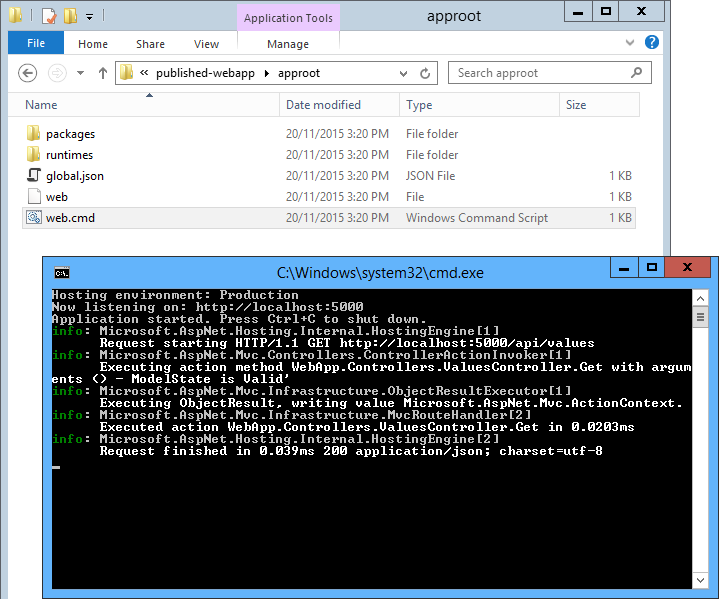 Application Tools
approot
File
Home
Share
View
Manage
« published-webapp
approot
Search approot
Name
Date modified
Type
Size
packages
20/11/2015 3:20 PM
File folder
runtimes
20/11/2015 3:20 PM
File folder
global.json
20/11/2015 3:20 PM
JSON File
1 KB
web
20/11/2015 3:20 PM
File
1 KB
web.cmd
20/11/2015 3:20 PM
Windows Command Script
1 KB
C:\Windows\system32\cmd.exe
Hosting environment: Production
Now listening on: http://localhost:5000
Application started. Press Ctrl+C to shut down.
info: Microsoft.AspNet.Hosting.Internal.HostingEngine[1]
Request starting HTTP/1.1 GET http://localhost:5000/api/values
info: Microsoft.AspNet.Mvc.Controllers.ControllerActionInvoker[1]
Executing action method WebApp.Controllers.ValuesController.Get with argum
ents () - ModelState is Valid'
info: Microsoft.AspNet.Mvc.Infrastructure.ObjectResultExecutor[1]
Executing ObjectResult, writing value Microsoft.AspNet.Mvc.ActionContext.
info: Microsoft.AspNet.Mvc.Infrastructure.MvcRouteHandler[2]
Executed action WebApp.Controllers.ValuesController.Get in 0.0203ms
info: Microsoft.AspNet.Hosting.Internal.HostingEngine[2]
Request finished in 0.039ms 200 application/json; charset=utf-8